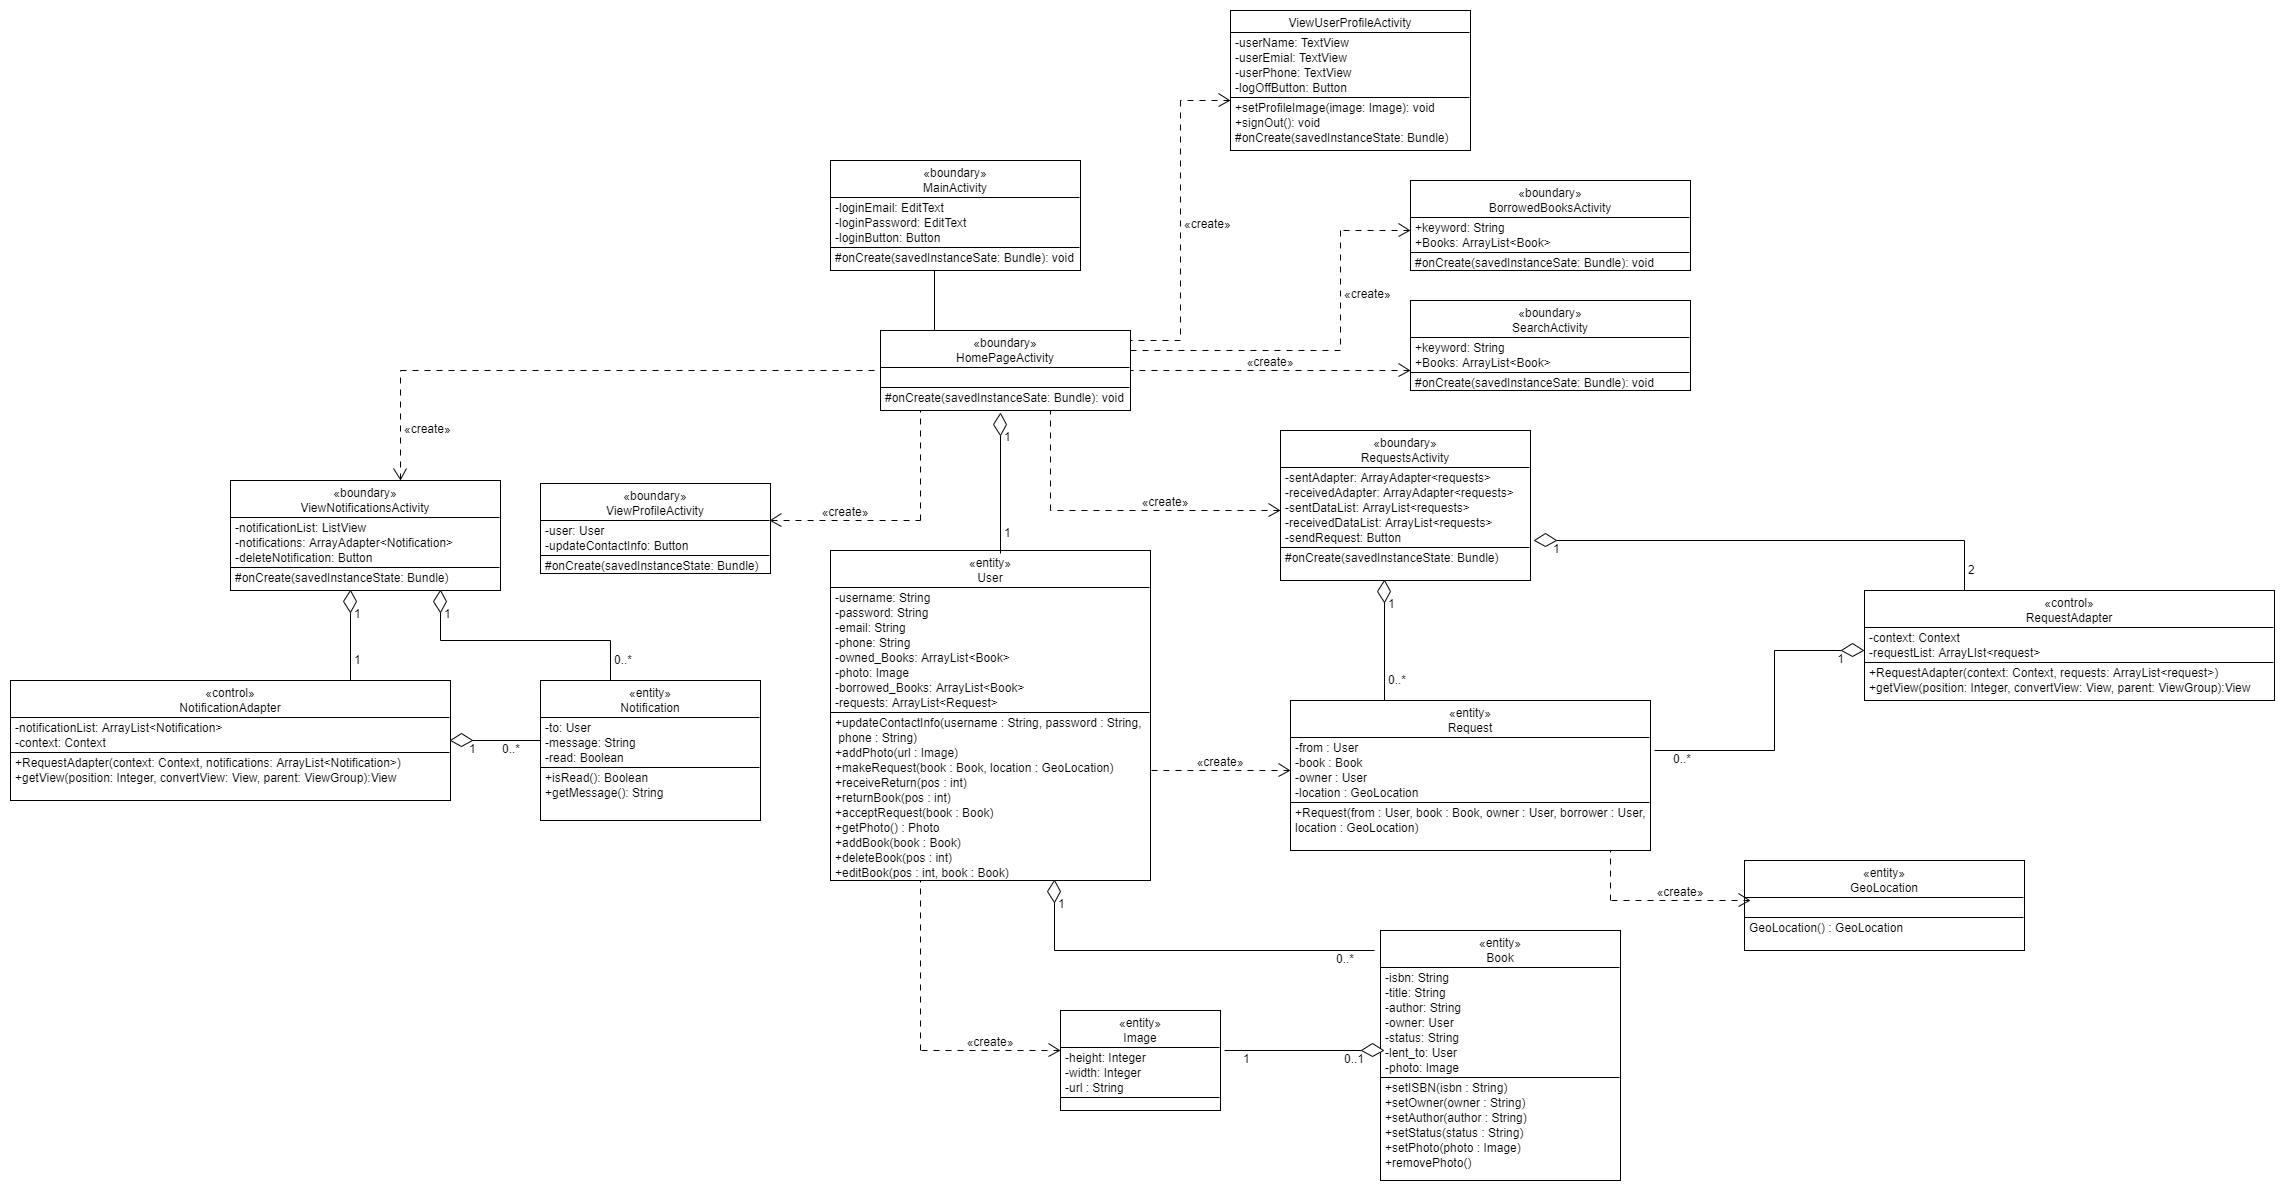 ViewUserProfileActivity
-userName: TextView
-userEmial: TextView
-userPhone: TextView
-logOffButton: Button
+setProfileImage(image: Image): void
+signOut(): void
#onCreate(savedInstanceState: Bundle)
«create»
«boundary»
MainActivity
-loginEmail: EditText
-loginPassword: EditText
-loginButton: Button
#onCreate(savedInstanceSate: Bundle): void
«boundary»
BorrowedBooksActivity
+keyword: String
+Books: ArrayList<Book>
#onCreate(savedInstanceSate: Bundle): void
«create»
«boundary»
SearchActivity
+keyword: String
+Books: ArrayList<Book>
#onCreate(savedInstanceSate: Bundle): void
«create»
«boundary»
HomePageActivity
#onCreate(savedInstanceSate: Bundle): void
1
1
«create»
«create»
«create»
«boundary»
ViewNotificationsActivity
-notificationList: ListView
-notifications: ArrayAdapter<Notification>
-deleteNotification: Button
#onCreate(savedInstanceState: Bundle)
1
1
1
0..*
«boundary»
ViewProfileActivity
-user: User
-updateContactInfo: Button
#onCreate(savedInstanceState: Bundle)
«boundary»
RequestsActivity
-sentAdapter: ArrayAdapter<requests>
-receivedAdapter: ArrayAdapter<requests>
-sentDataList: ArrayList<requests>
-receivedDataList: ArrayList<requests>
-sendRequest: Button
#onCreate(savedInstanceState: Bundle)
1
2
1
0..*
«control»
RequestAdapter
-context: Context
-requestList: ArrayLIst<request>
+RequestAdapter(context: Context, requests: ArrayList<request>)
+getView(position: Integer, convertView: View, parent: ViewGroup):View
1
0..*
«control»
NotificationAdapter
-notificationList: ArrayList<Notification>
-context: Context
+RequestAdapter(context: Context, notifications: ArrayList<Notification>)
+getView(position: Integer, convertView: View, parent: ViewGroup):View
1
0..*
«entity»
Notification
-to: User
-message: String
-read: Boolean
+isRead(): Boolean
+getMessage(): String
«entity»
User
-username: String
-password: String
-email: String
-phone: String
-owned_Books: ArrayList<Book>
-photo: Image
-borrowed_Books: ArrayList<Book>
-requests: ArrayList<Request>
+updateContactInfo(username : String, password : String,
phone : String)
+addPhoto(url : Image)
+makeRequest(book : Book, location : GeoLocation)
+receiveReturn(pos : int)
+returnBook(pos : int)
+acceptRequest(book : Book)
+getPhoto() : Photo
+addBook(book : Book)
+deleteBook(pos : int)
+editBook(pos : int, book : Book)
«create»
«entity»
Request
-from : User
-book : Book
-owner : User
-location : GeoLocation
+Request(from : User, book : Book, owner : User, borrower : User,
location : GeoLocation)
«create»
«entity»
GeoLocation
GeoLocation() : GeoLocation
1
0..*
«create»
«entity»
Image
-height: Integer
-width: Integer
-url : String
1
0..1
«entity»
Book
-isbn: String
-title: String
-author: String
-owner: User
-status: String
-lent_to: User
-photo: Image
+setISBN(isbn : String)
+setOwner(owner : String)
+setAuthor(author : String)
+setStatus(status : String)
+setPhoto(photo : Image)
+removePhoto()